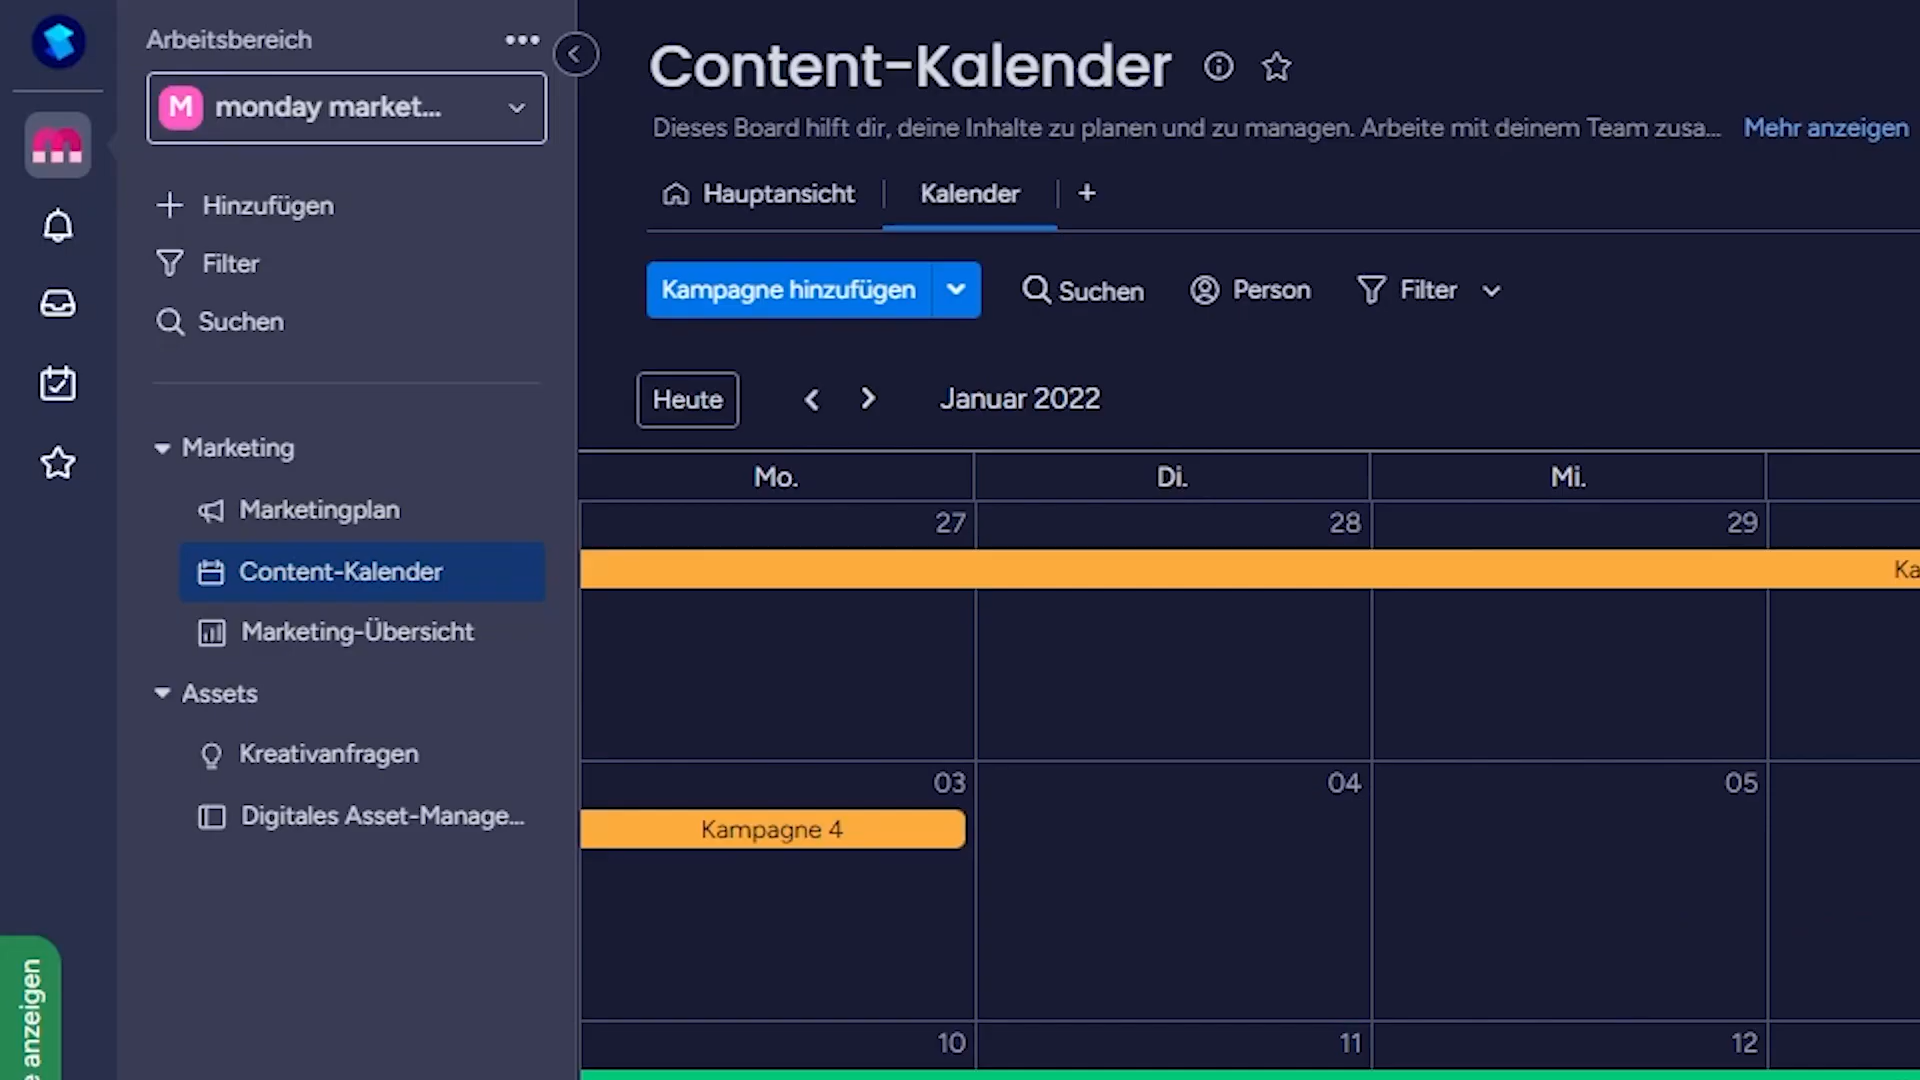 Arbeitsbereich
M monday market...
Hinzufügen
Filter
Suchen
Marketing
Marketingplan
Content-Kalender
Marketing-Übersicht
Assets
Kreativanfragen
Digitales Asset-Manage...
anzeigen
Content-Kalender
Dieses Board hilft dir, deine Inhalte zu planen und zu managen. Arbeite mit deinem Team zusa... Mehr anzeigen
Hauptansicht Kalender +
Kampagne hinzufügen Suchen Person Filter
Heute Januar 2022
Mo. Di. Mi.
27 28 29
Ka
03 04 05
Kampagne 4
10 11 12